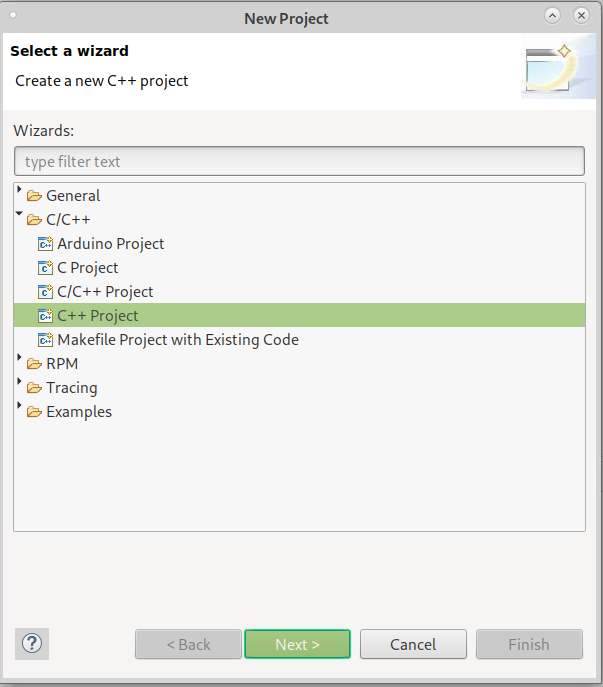 New Project
Select a wizard
Create a new C++ project
Wizards:
type filter text
General
C/C++
Arduino Project
C Project
C/C++ Project
C++ Project
Makefile Project with Existing Code
RPM
Tracing
Examples
? < Back Next > Cancel Finish